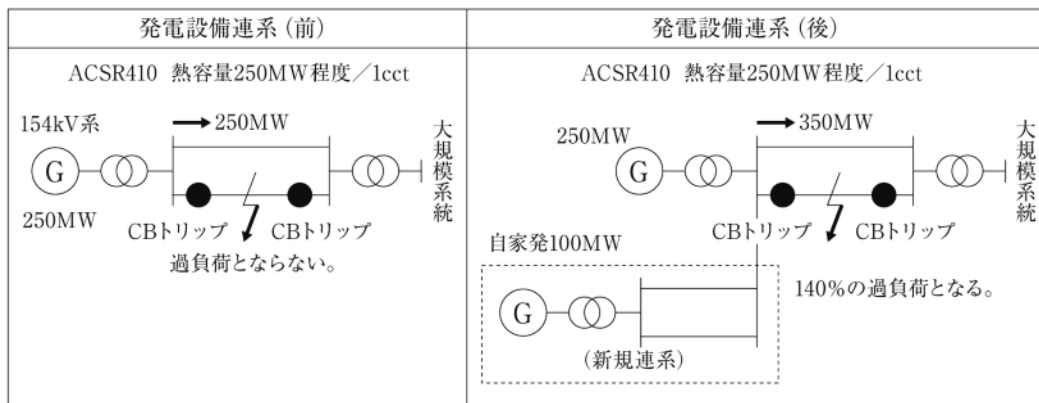 発電設備連系（前）
ACSR410 熱容量250MW程度／1cct
154kV系
250MW
G
250MW
CBトリップ
CBトリップ
過負荷とならない。
大規模系統
発電設備連系（後）
ACSR410 熱容量250MW程度／1cct
250MW
350MW
G
CBトリップ
CBトリップ
大規模系統
自家発100MW
140%の過負荷となる。
G
（新規連系）